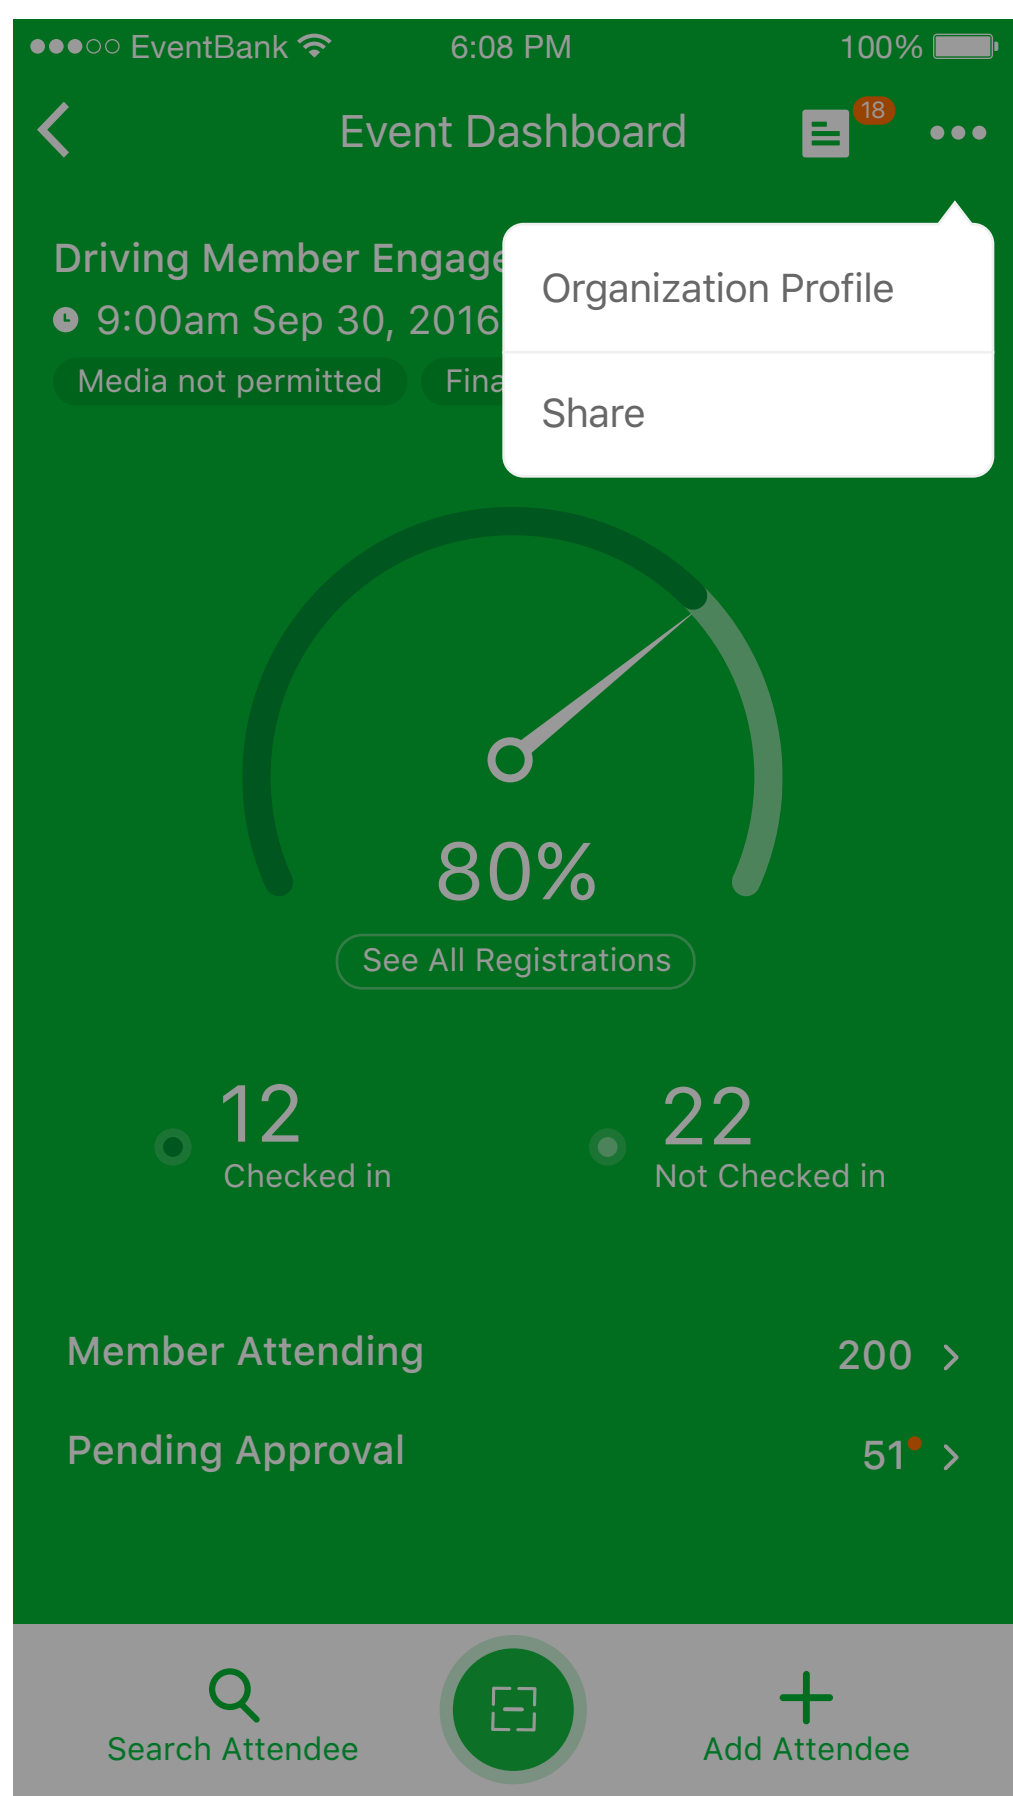 EventBank 6:08 PM 100%
Event Dashboard 18
Driving Member Engage
9:00am Sep 30, 2016
Media not permitted Fina
Organization Profile
Share
80%
See All Registrations
12
Checked in
22
Not Checked in
Member Attending 200
Pending Approval 51
Search Attendee
Add Attendee